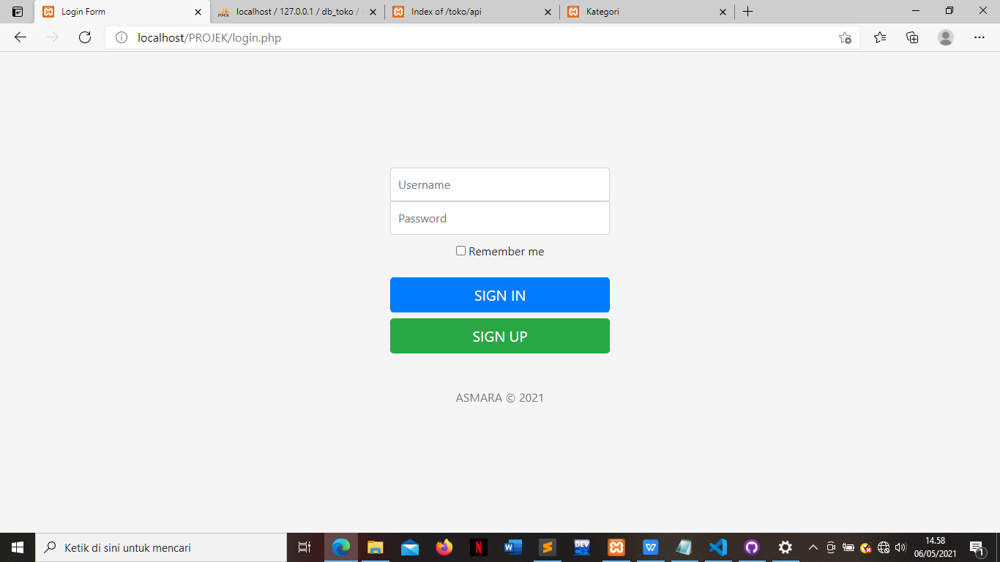 Login Form
localhost / 127.0.0.1 / db_toko /
Index of /toko/api
Kategori
localhost/PROJEK/login.php
Username
Password
Remember me
SIGN IN
SIGN UP
ASMARA © 2021
Ketik di sini untuk mencari
DEV
14.58
06/05/2021
1